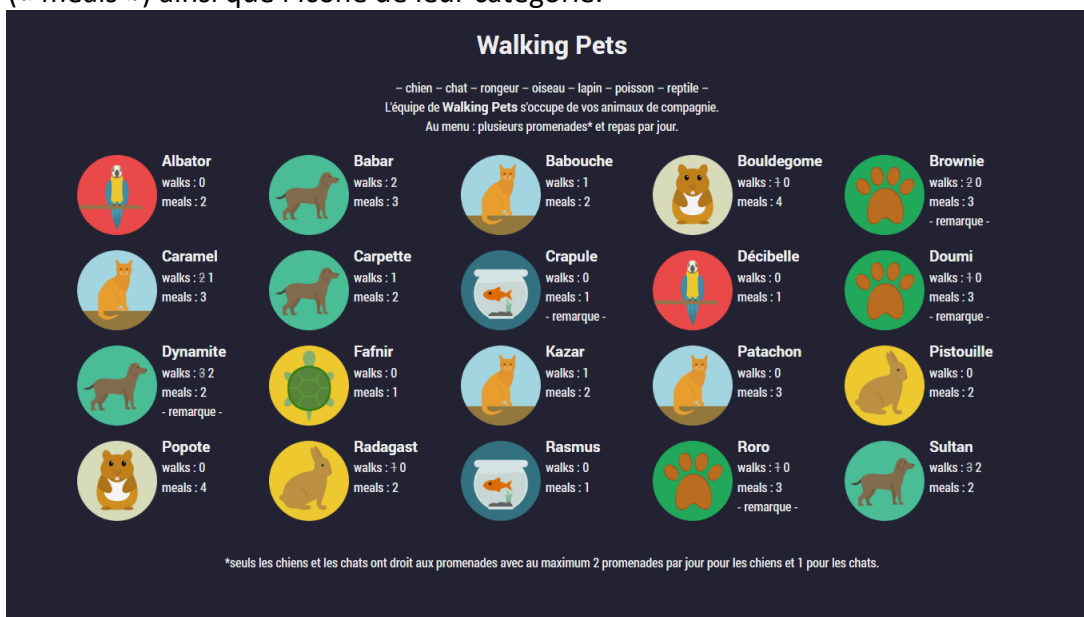 (« meals ») ainsi que l'icône de leur catégorie.
Walking Pets
– chien – chat – rongeur – oiseau – lapin – poisson – reptile –
L'équipe de Walking Pets s'occupe de vos animaux de compagnie.
Au menu : plusieurs promenades* et repas par jour.
Albator
walks : 0
meals : 2
Babar
walks : 2
meals : 3
Babouche
walks : 1
meals : 2
Bouldegome
walks : 1 0
meals : 4
Brownie
walks : 2 0
meals : 3
- remarque -
Caramel
walks : 2 1
meals : 3
Carpette
walks : 1
meals : 2
Crapule
walks : 0
meals : 1
- remarque -
Décibelle
walks : 0
meals : 1
Doumi
walks : 1 0
meals : 3
- remarque -
Dynamite
walks : 3 2
meals : 2
- remarque -
Fafnir
walks : 0
meals : 1
Kazar
walks : 1
meals : 2
Patachon
walks : 0
meals : 3
Pistouille
walks : 0
meals : 2
Popote
walks : 0
meals : 4
Radagast
walks : 1 0
meals : 2
Rasmus
walks : 0
meals : 1
Roro
walks : 1 0
meals : 3
- remarque -
Sultan
walks : 3 2
meals : 2
*seuls les chiens et les chats ont droit aux promenades avec au maximum 2 promenades par jour pour les chiens et 1 pour les chats.